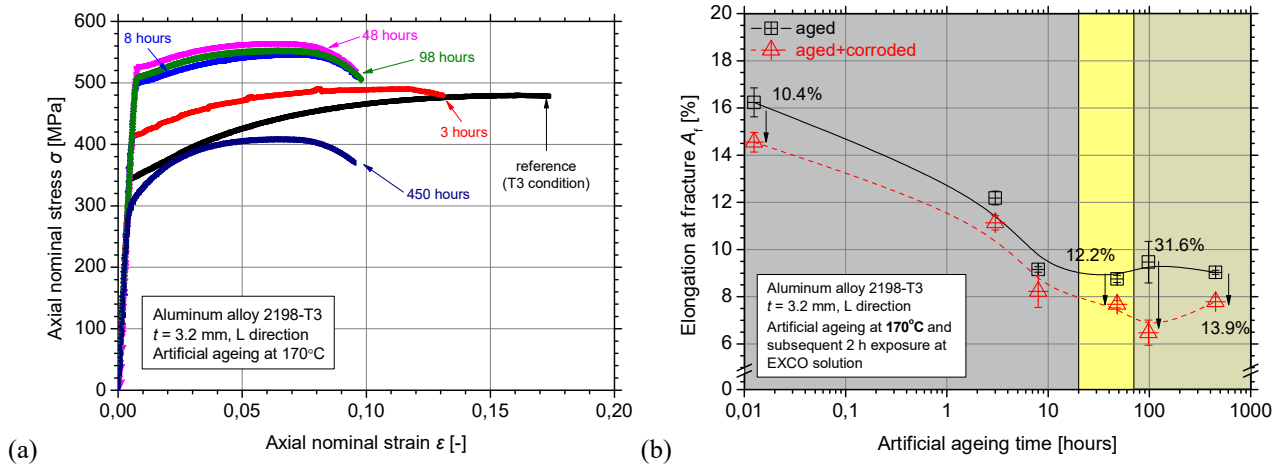 600
500
400
300
200
100
0
Axial nominal stress σ [MPa]
8 hours
48 hours
98 hours
3 hours
reference
(T3 condition)
450 hours
Aluminum alloy 2198-T3
t = 3.2 mm, L direction
Artificial ageing at 170°C
0,00 0,05 0,10 0,15 0,20
Axial nominal strain ε [-]
(a)
20
18
16
14
12
10
8
6
0
Elongation at fracture Af [%]
aged
aged+corroded
10.4%
12.2%
31.6%
13.9%
Aluminum alloy 2198-T3
t = 3.2 mm, L direction
Artificial ageing at 170°C and
subsequent 2 h exposure at
EXCO solution
0,01 0,1 1 10 100 1000
Artificial ageing time [hours]
(b)